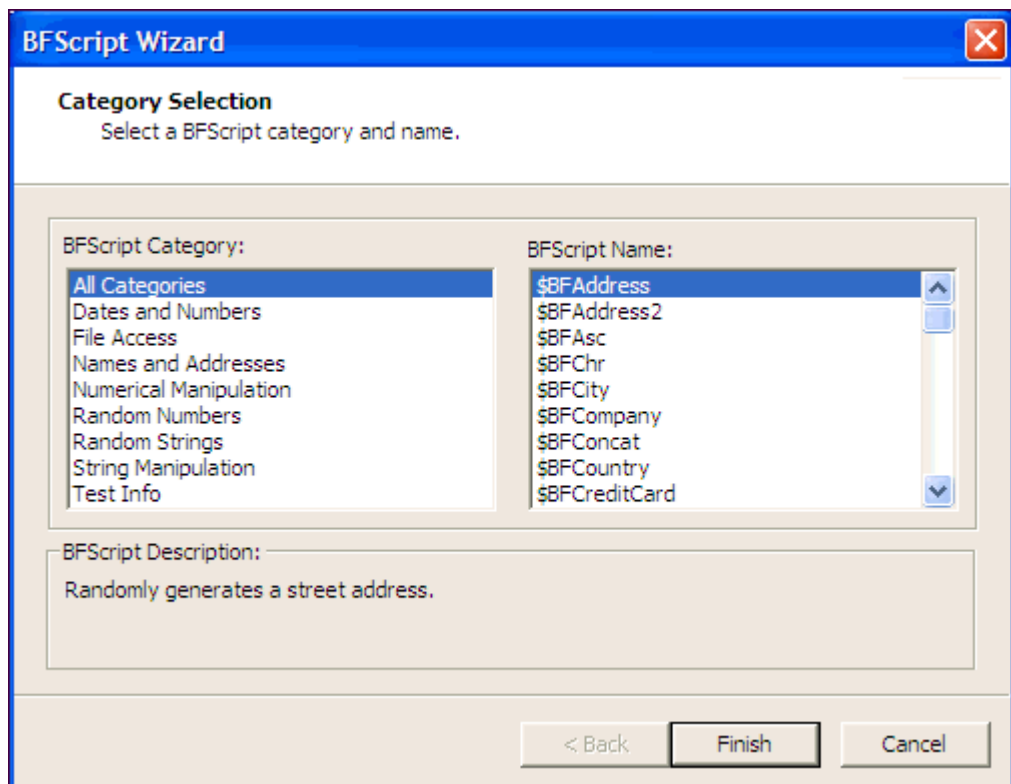 BFScript Wizard
Category Selection
Select a BFScript category and name.
BFScript Category:
All Categories
Dates and Numbers
File Access
Names and Addresses
Numerical Manipulation
Random Numbers
Random Strings
String Manipulation
Test Info
BFScript Name:
$BFAddress
$BFAddress2
$BFAsc
$BFChr
$BFCity
$BFCompany
$BFConcat
$BFCountry
$BFCreditCard
BFScript Description:
Randomly generates a street address.
< Back
Finish
Cancel